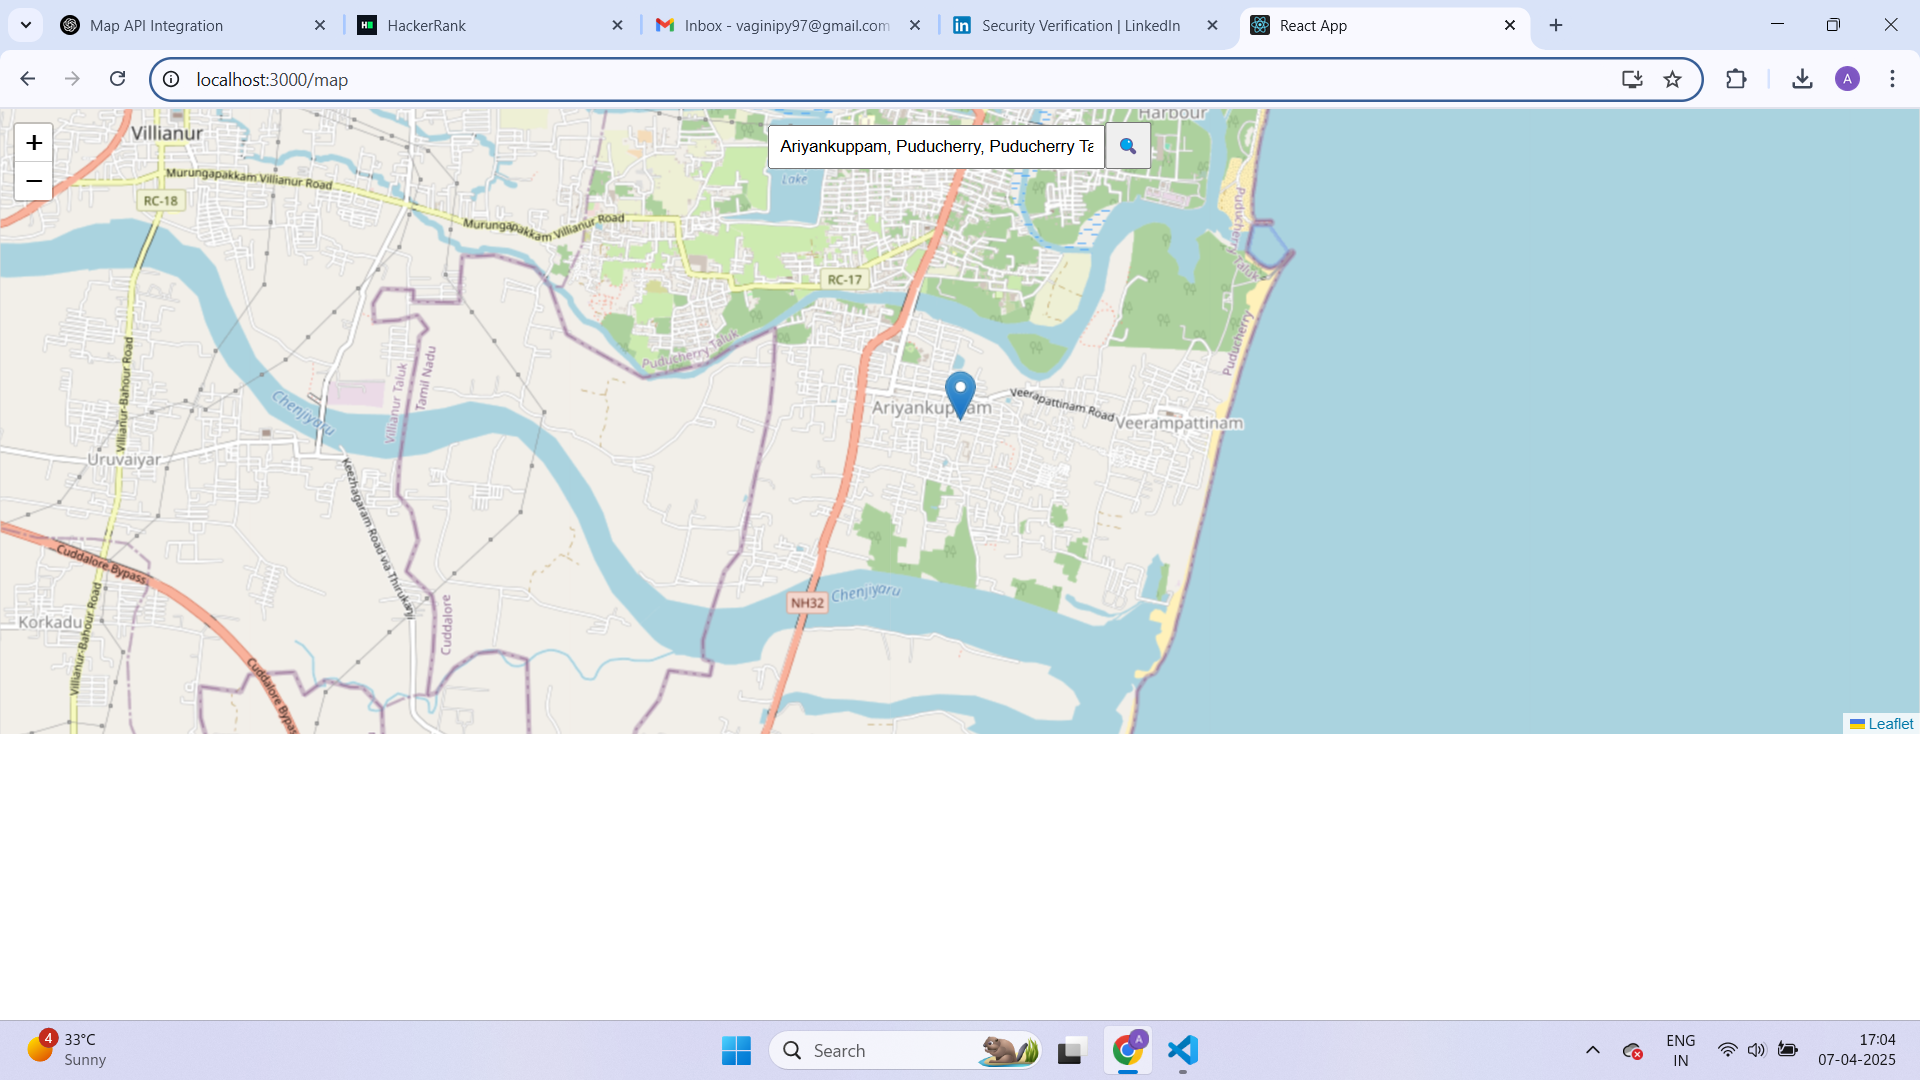 Map API Integration
HackerRank
Inbox - vaginipy97@gmail.com
Security Verification | LinkedIn
React App
localhost:3000/map
A
+
−
Ariyankuppam, Puducherry, Puducherry Ta
Harbour
Villianur
Murungapakkam Villianur Road
RC-18
Lake
Murungapakkam Villianur Road
Puducherry Taluk
RC-17
Puducherry Taluk
Puducherry
Villianur-Bahour Road
Villianur Taluk
Tamil Nadu
Chenjiyaru
Ariyankuppam
Veerapattinam Road
Veerampattinam
Uruvaiyar
Keezhagaram Road via Thirukanji
Cuddalore Bypass
Chenjiyaru
NH32
Korkadu
Villianur-Bahour Road
Cuddalore
Cuddalore Bypas
Leaflet
4
33°C
Sunny
Search
A
ENG
IN
17:04
07-04-2025